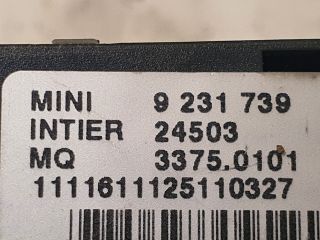 MINI 9 231 739
INTIER 24503
MQ 3375.0101
1111611125110327